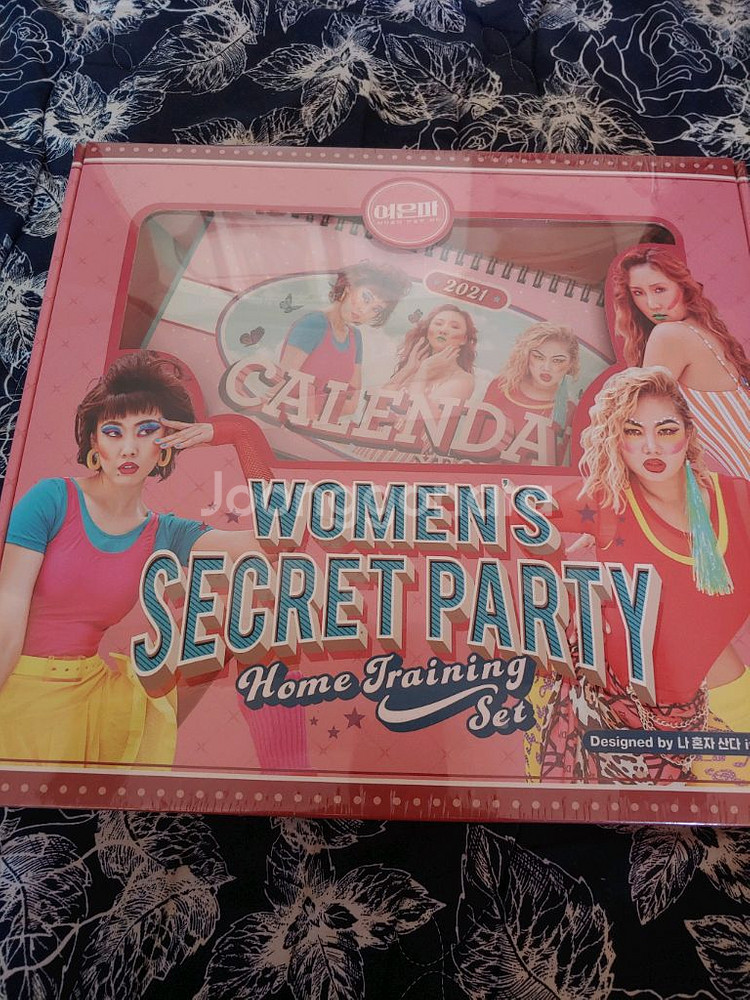 여은파
2021
CALENDA
WOMEN'S
SECRET PARTY
Home Training
Set
Designed by 나 혼자 산다